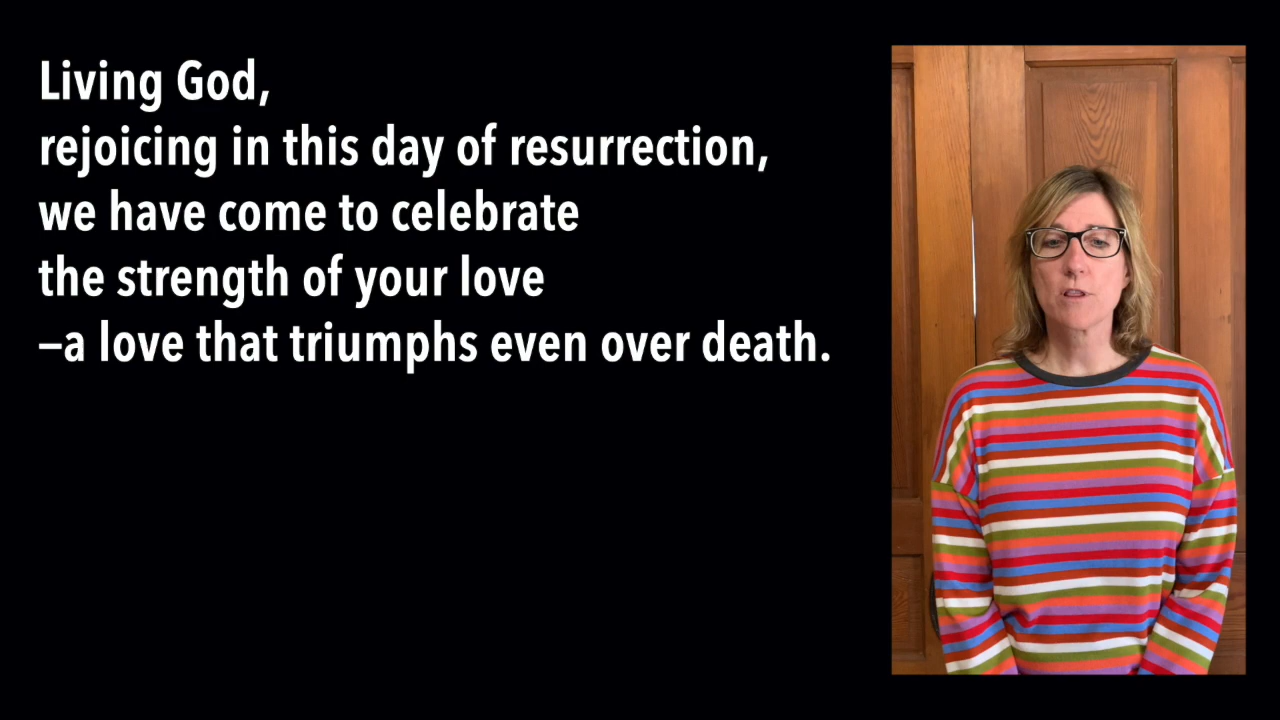 Living God,
rejoicing in this day of resurrection,
we have come to celebrate
the strength of your love
–a love that triumphs even over death.